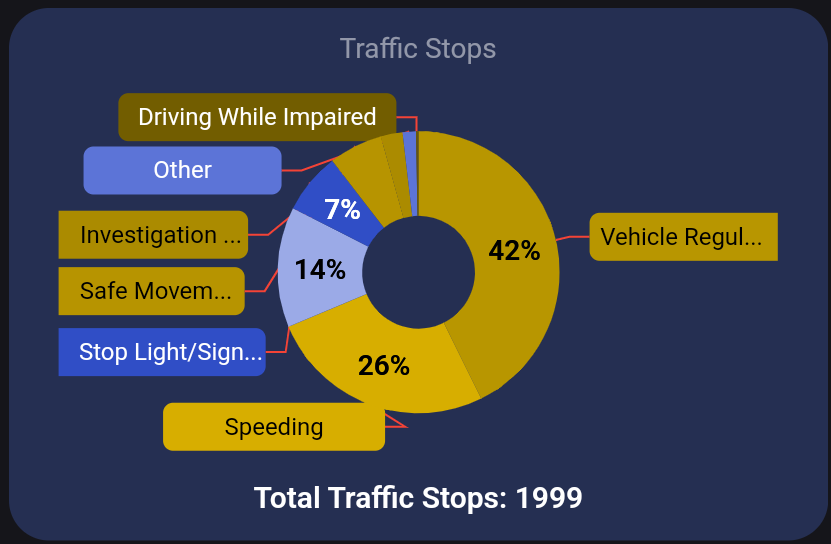 Traffic Stops
Driving While Impaired
Other
7%
Investigation ...
42%
Vehicle Regul...
14%
Safe Movem...
Stop Light/Sign...
26%
Speeding
Total Traffic Stops: 1999